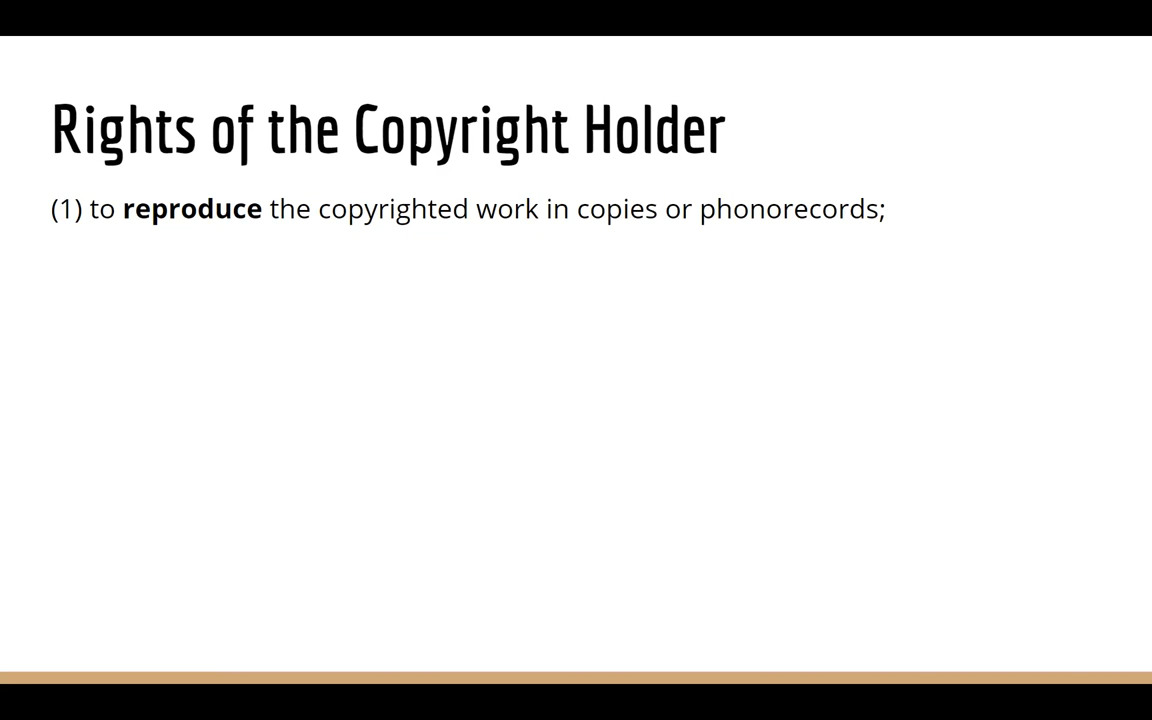 Rights of the Copyright Holder
(1) to reproduce the copyrighted work in copies or phonorecords;